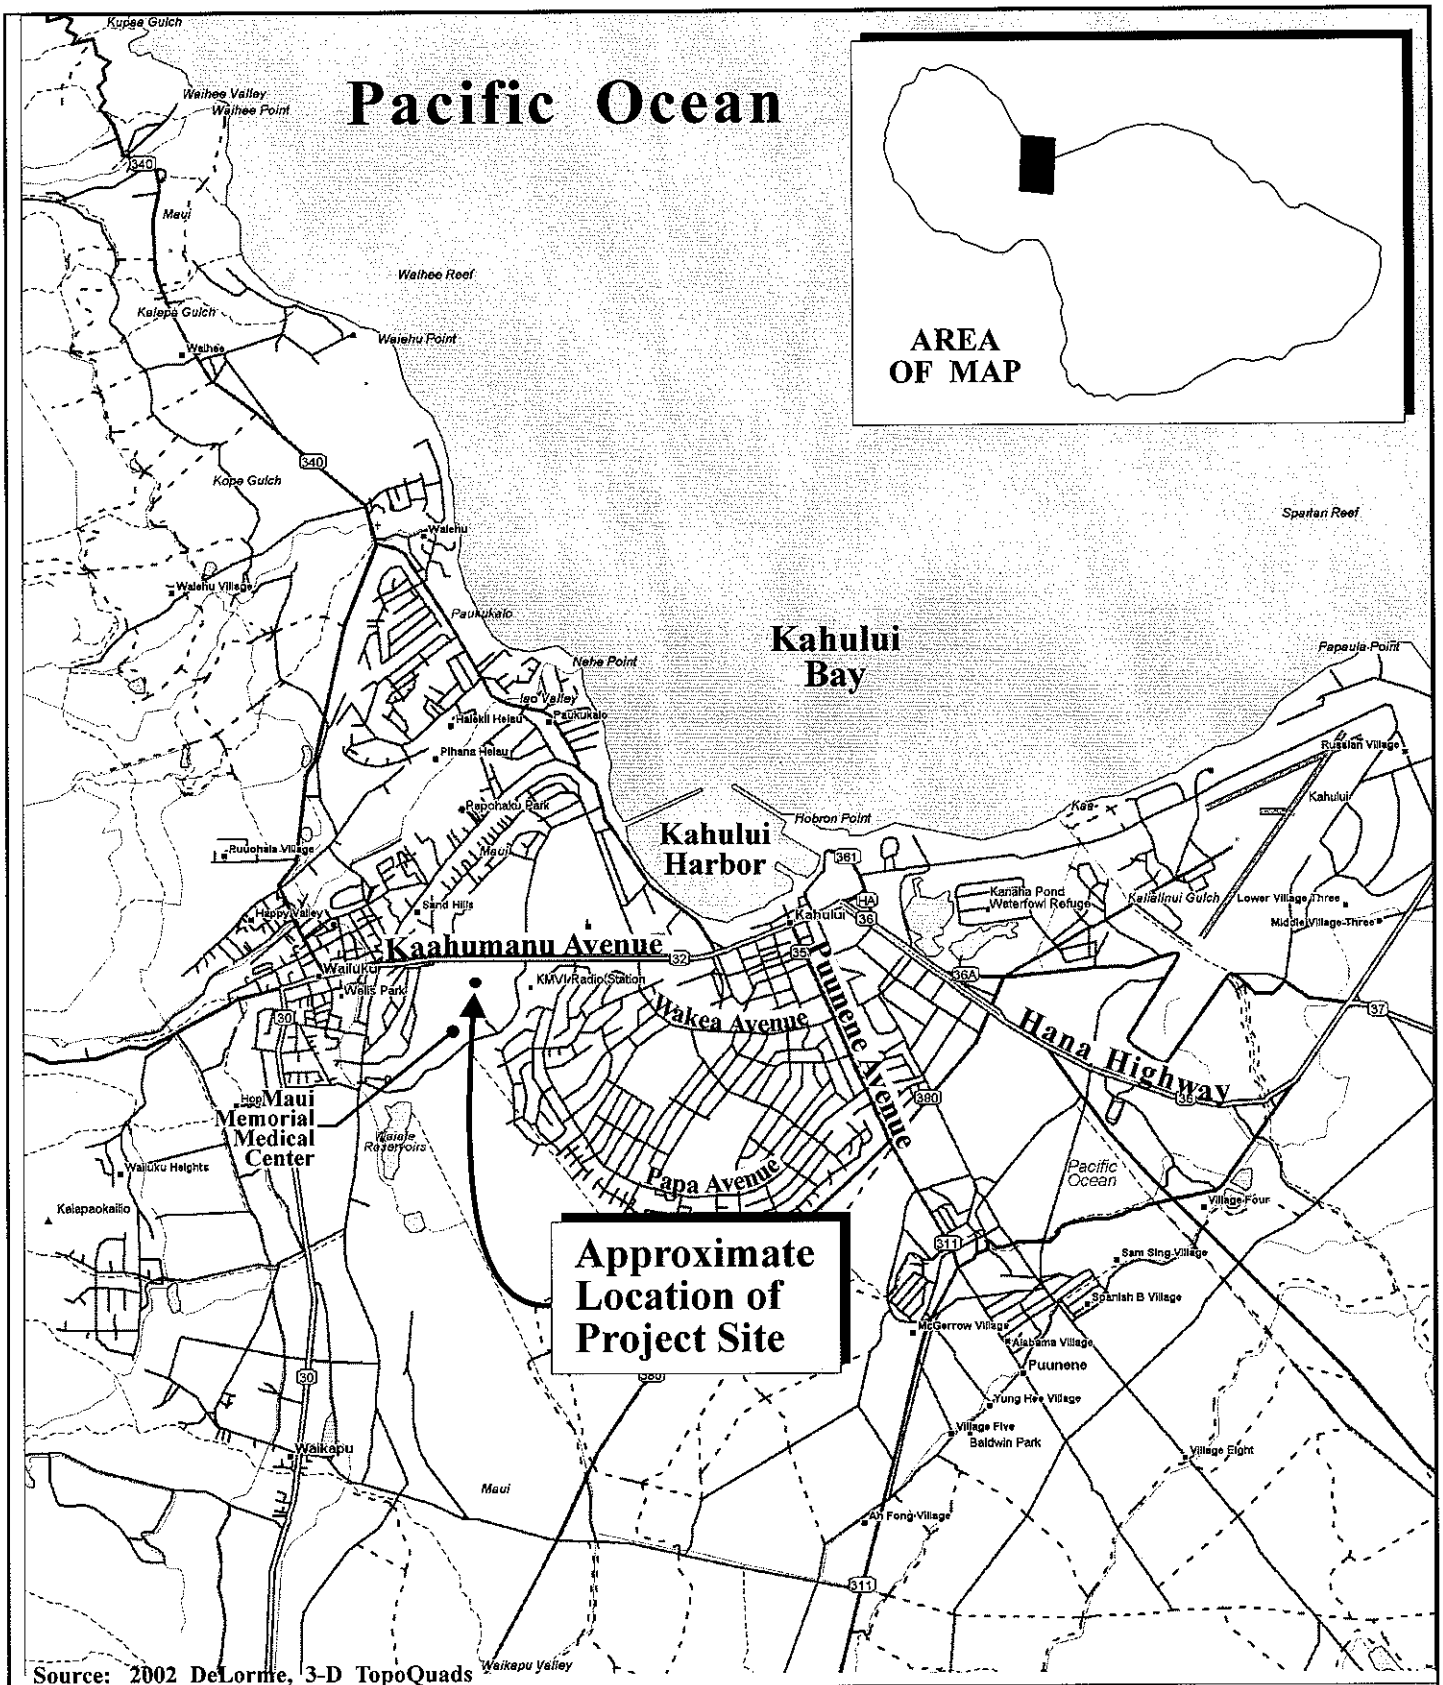 Kupaa Gulch
Pacific Ocean
Waihee Valley
Waihee Point
340
Maui
Waihee Reef
Kalepa Gulch
Waiehu Point
Waihee
AREA
OF MAP
340
Kope Gulch
Spartan Reef
Waiehu
Waiehu Village
Paukukalo
Kahului
Bay
Papaula Point
Nehe Point
Iao Valley
Halekii Heiau
Paukukalo
Pihana Heiau
Russian Village
Kahului
Papohaku Park
Kaa
Hobron Point
Kahului
Harbor
Maui
Puuohala Village
361
Kanaha Pond
Waterfowl Refuge
Kalialinui Gulch
Lower Village Three
Middle Village Three
HA
36
Sand Hills
Happy Valley
Kahului
Kaahumanu Avenue
32
35
Wailuku
KMVI Radio Station
36A
Wells Park
Wakea Avenue
Puunene Avenue
Hana Highway
37
30
36
380
Maui
Memorial
Medical
Center
Waiale
Reservoirs
Wailuku Heights
Papa Avenue
Pacific
Ocean
Village Four
Kalapaokailio
311
Approximate
Location of
Project Site
Sam Sing Village
Spanish B Village
McGerrow Village
Alabama Village
Puunene
380
30
Yung Hee Village
Village Five
Baldwin Park
Village Eight
Waikapu
Maui
Ah Fong Village
311
Waikapu Valley
Source: 2002 DeLorme, 3-D TopoQuads